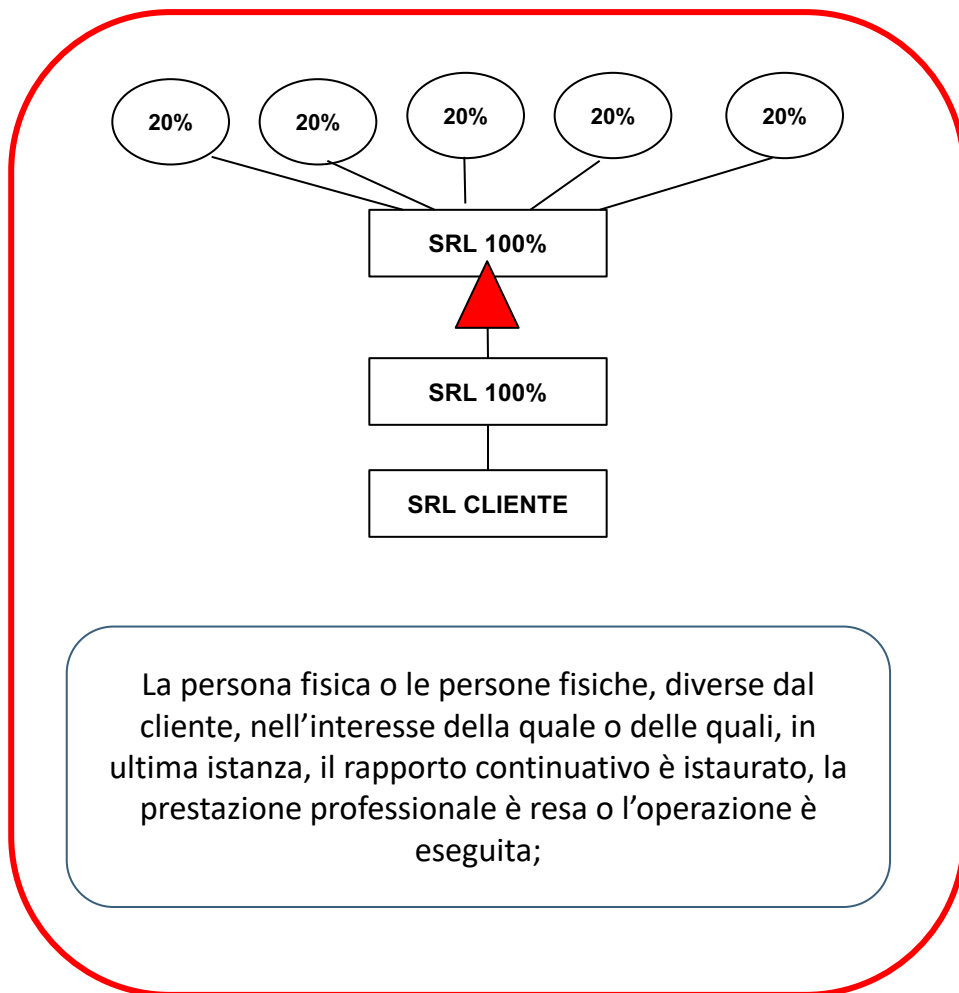 20% 20% 20% 20% 20%
SRL 100%
SRL 100%
SRL CLIENTE
La persona fisica o le persone fisiche, diverse dal
cliente, nell’interesse della quale o delle quali, in
ultima istanza, il rapporto continuativo è istaurato, la
prestazione professionale è resa o l’operazione è
eseguita;